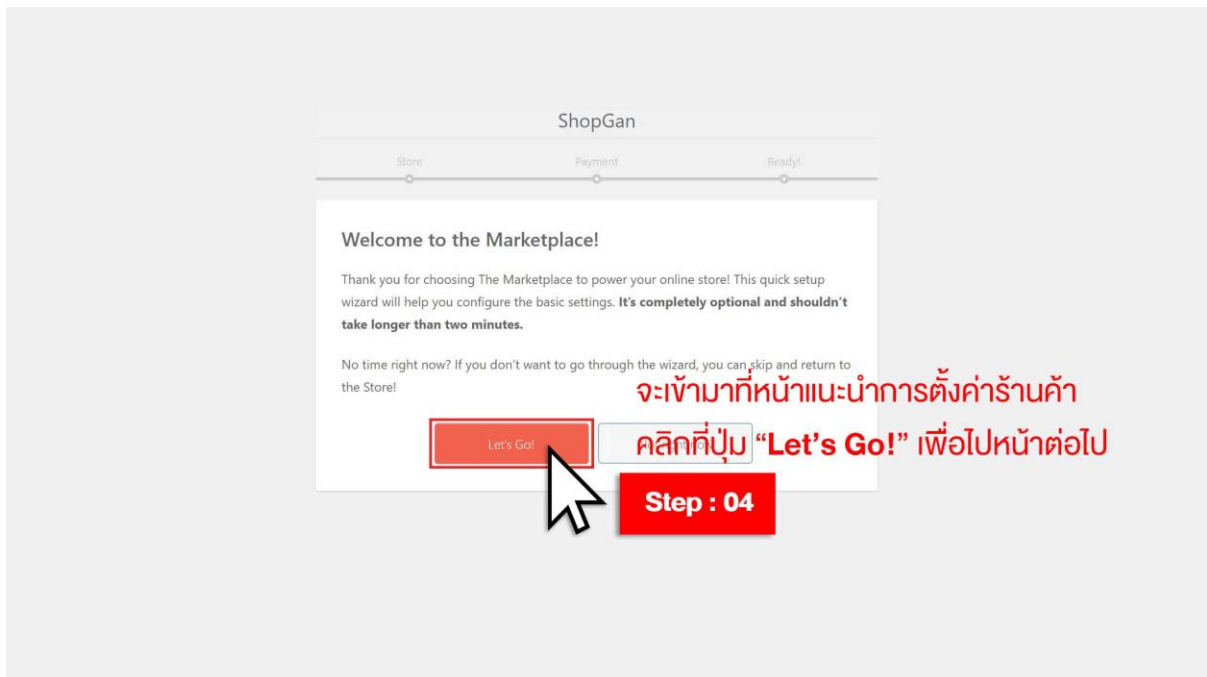 ShopGan
Store Payment Ready!
Welcome to the Marketplace!
Thank you for choosing The Marketplace to power your online store! This quick setup
wizard will help you configure the basic settings. It's completely optional and shouldn't
take longer than two minutes.
No time right now? If you don't want to go through the wizard, you can skip and return to
the Store!
จะเข้ามาที่หน้าแนะนำการตั้งค่าร้านค้า
Let's Go!
คลิกที่ปุ่ม “Let's Go!” เพื่อไปหน้าต่อไป
Step : 04